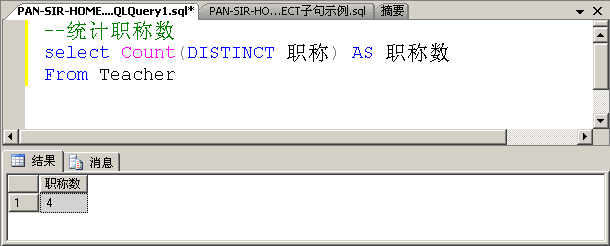 PAN-SIR-HOME....QLQuery1.sql* PAN-SIR-HO...ECT子句示例.sql 摘要
--统计职称数
select Count(DISTINCT 职称) AS 职称数
From Teacher
结果 消息
职称数
1 4